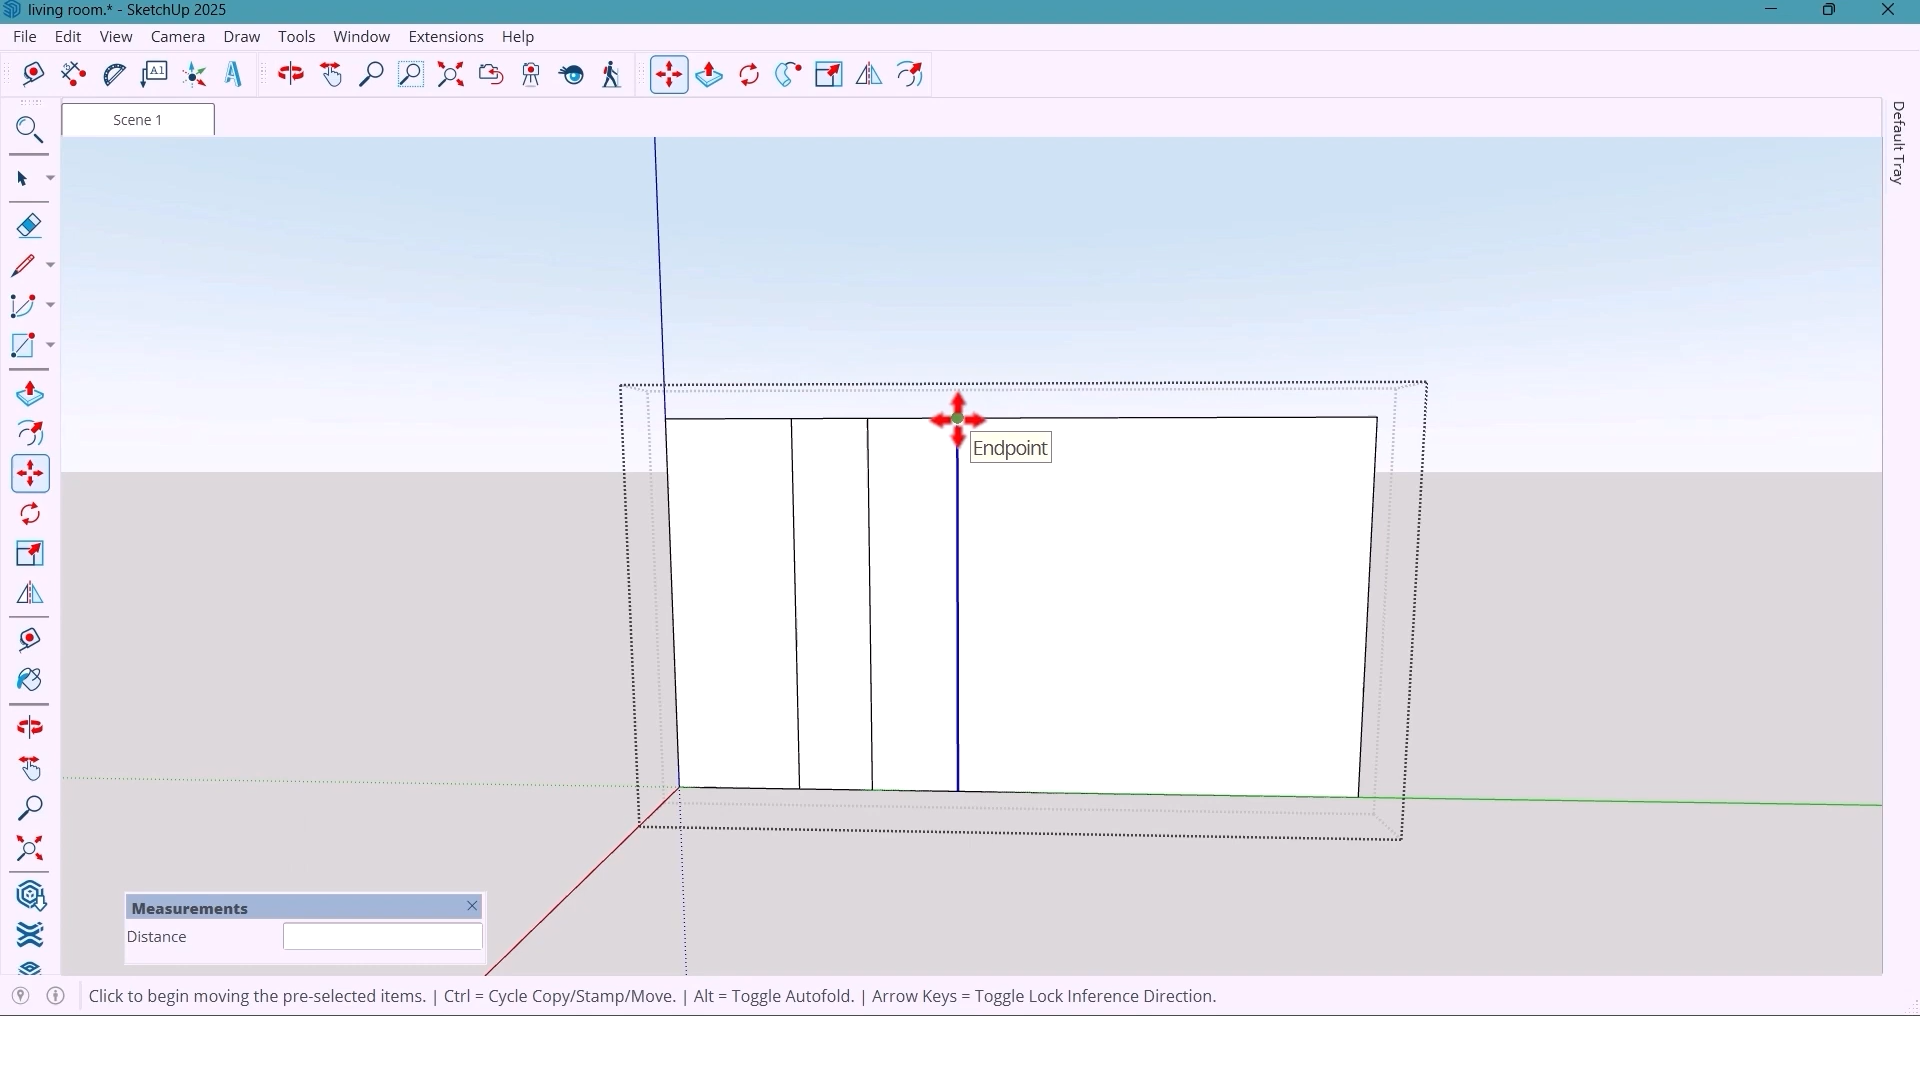 living room.* - SketchUp 2025
File Edit View Camera Draw Tools Window Extensions Help
A1
A
Scene 1
Default Tray
Endpoint
Measurements
Distance
Click to begin moving the pre-selected items. | Ctrl = Cycle Copy/Stamp/Move. | Alt = Toggle Autofold. | Arrow Keys = Toggle Lock Inference Direction.